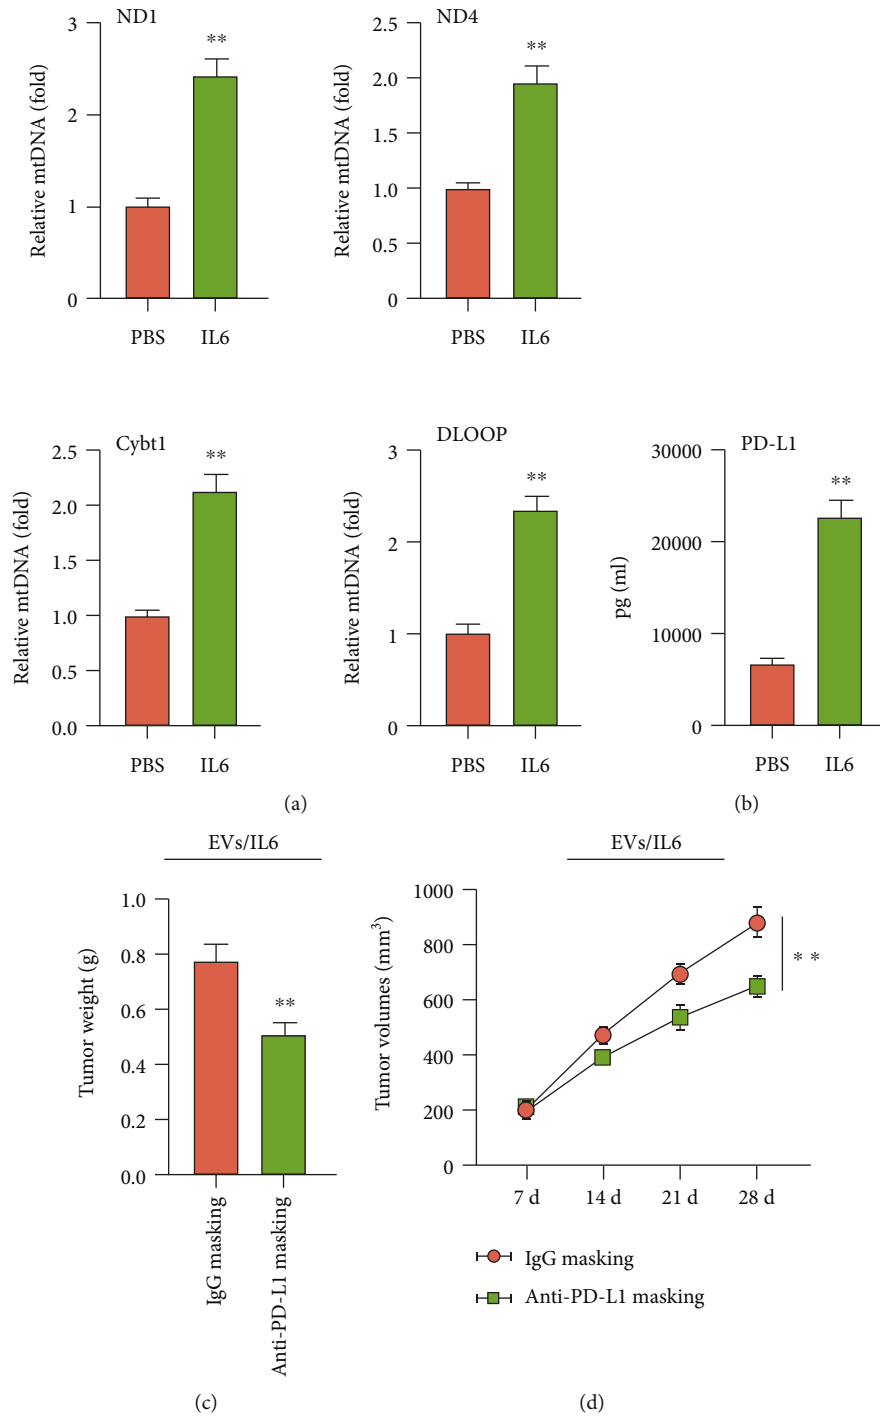 ND1
Relative mtDNA (fold)
3
2
1
0
**
PBS IL6
ND4
Relative mtDNA (fold)
2.5
2.0
1.5
1.0
0.5
0.0
**
PBS IL6
Cybt1
Relative mtDNA (fold)
2.5
2.0
1.5
1.0
0.5
0.0
**
PBS IL6
DLOOP
Relative mtDNA (fold)
3
2
1
0
**
PBS IL6
(a)
PD-L1
pg (ml)
30000
20000
10000
0
**
PBS IL6
(b)
EVs/IL6
Tumor weight (g)
1.0
0.8
0.6
0.4
0.2
0.0
**
IgG masking
Anti-PD-L1 masking
(c)
EVs/IL6
Tumor volumes (mm³)
1000
800
600
400
200
0
* *
7 d 14 d 21 d 28 d
IgG masking
Anti-PD-L1 masking
(d)